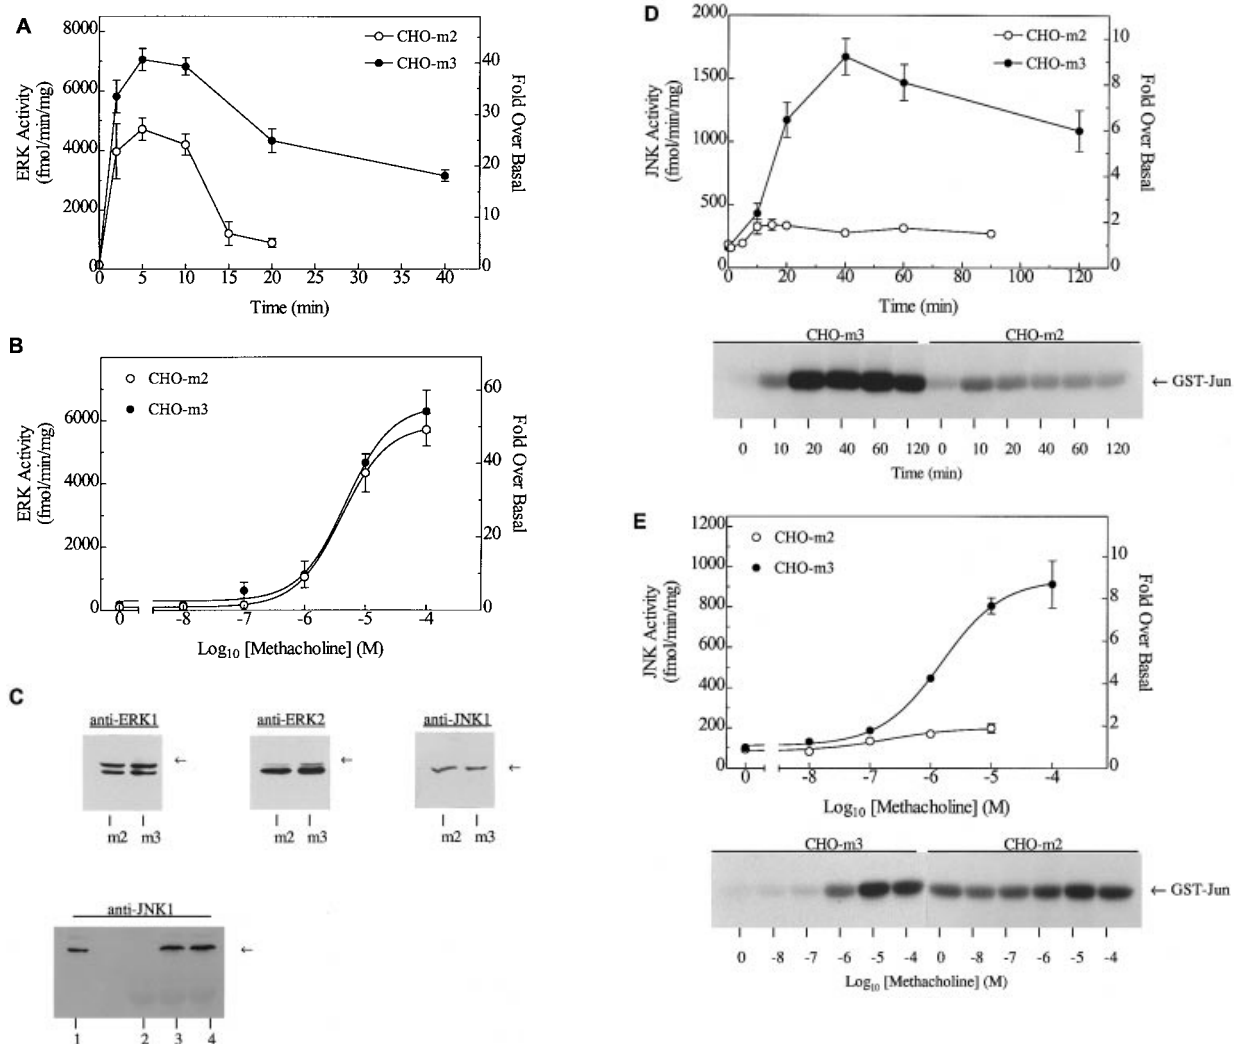 A
8000
6000
4000
2000
0
ERK Activity
(fmol/min/mg)
CHO-m2
CHO-m3
40
30
20
10
0
Fold Over Basal
0 5 10 15 20 25 30 35 40
Time (min)
B
6000
4000
2000
0
ERK Activity
(fmol/min/mg)
CHO-m2
CHO-m3
60
40
20
0
Fold Over Basal
0 -8 -7 -6 -5 -4
Log10 [Methacholine] (M)
C
anti-ERK1
anti-ERK2
anti-JNK1
←
←
←
m2 m3
m2 m3
m2 m3
anti-JNK1
←
1 2 3 4
D
2000
1500
1000
500
0
JNK Activity
(fmol/min/mg)
CHO-m2
CHO-m3
10
8
6
4
2
0
Fold Over Basal
0 20 40 60 80 100 120
Time (min)
CHO-m3 CHO-m2
← GST-Jun
0 10 20 40 60 120 0 10 20 40 60 120
Time (min)
E
1200
1000
800
600
400
200
0
JNK Activity
(fmol/min/mg)
CHO-m2
CHO-m3
10
8
6
4
2
0
Fold Over Basal
0 -8 -7 -6 -5 -4
Log10 [Methacholine] (M)
CHO-m3 CHO-m2
← GST-Jun
0 -8 -7 -6 -5 -4 0 -8 -7 -6 -5 -4
Log10 [Methacholine] (M)